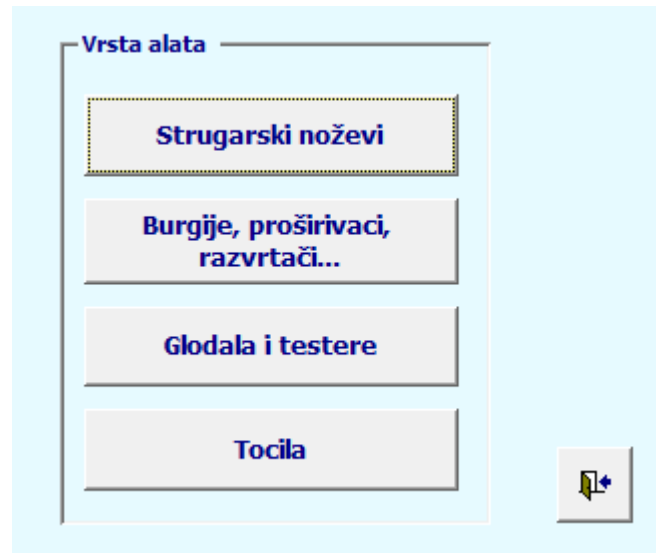 Vrsta alata
Strugarski noževi
Burgije, proširivaci,
razvrtači...
Glodala i testere
Tocila